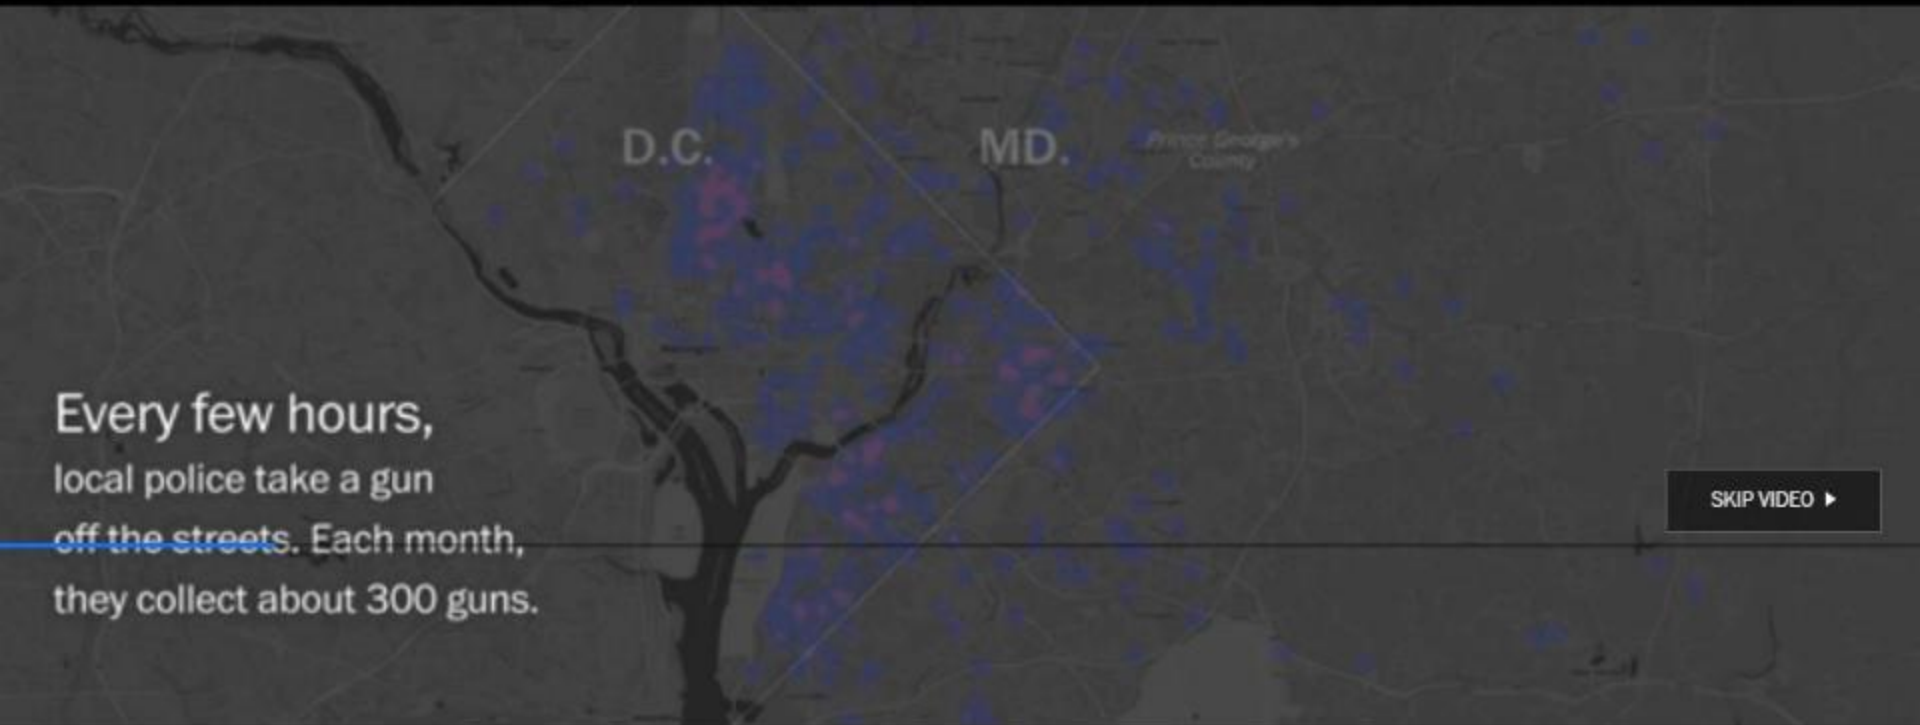 D.C.
MD.
Prince George's
County
Every few hours,
local police take a gun
off the streets. Each month,
they collect about 300 guns.
SKIP VIDEO